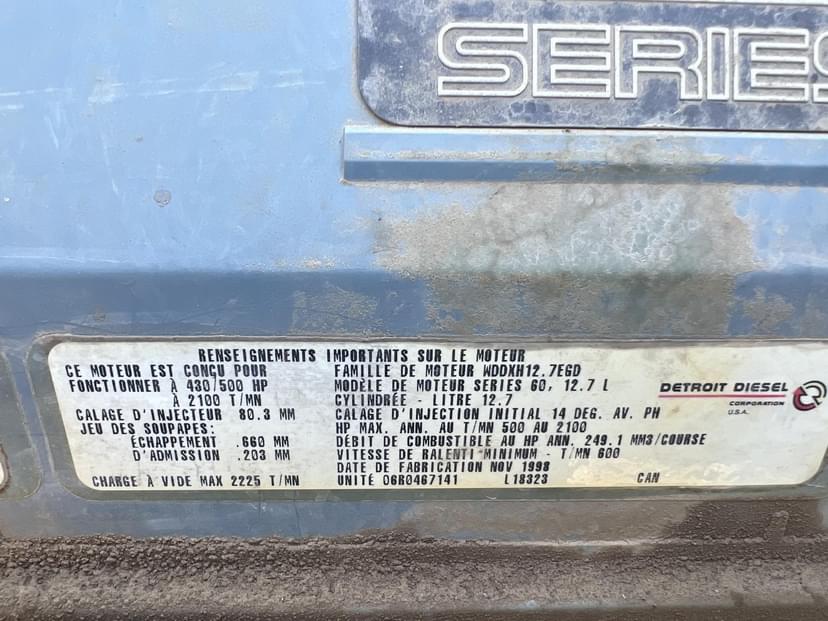 SERIES
RENSEIGNEMENTS IMPORTANTS SUR LE MOTEUR
CE MOTEUR EST CONÇU POUR
FONCTIONNER À 430/500 HP
À 2100 T/MN
CALAGE D'INJECTEUR 80.3 MM
JEU DES SOUPAPES:
ÉCHAPPEMENT .660 MM
D'ADMISSION .203 MM
CHARGE À VIDE MAX 2225 T/MN
FAMILLE DE MOTEUR WDDXH12.7EGD
MODÈLE DE MOTEUR SERIES 60, 12.7 L
CYLINDRÉE - LITRE 12.7
CALAGE D'INJECTION INITIAL 14 DEG. AV. PH
HP MAX. ANN. AU T/MN 500 AU 2100
DÉBIT DE COMBUSTIBLE AU HP ANN. 249.1 MM3/COURSE
VITESSE DE RALENTI MINIMUM - T/MN 600
DATE DE FABRICATION NOV 1998
UNITÉ 06R0467141 L18323 CAN
DETROIT DIESEL
CORPORATION
U.S.A.